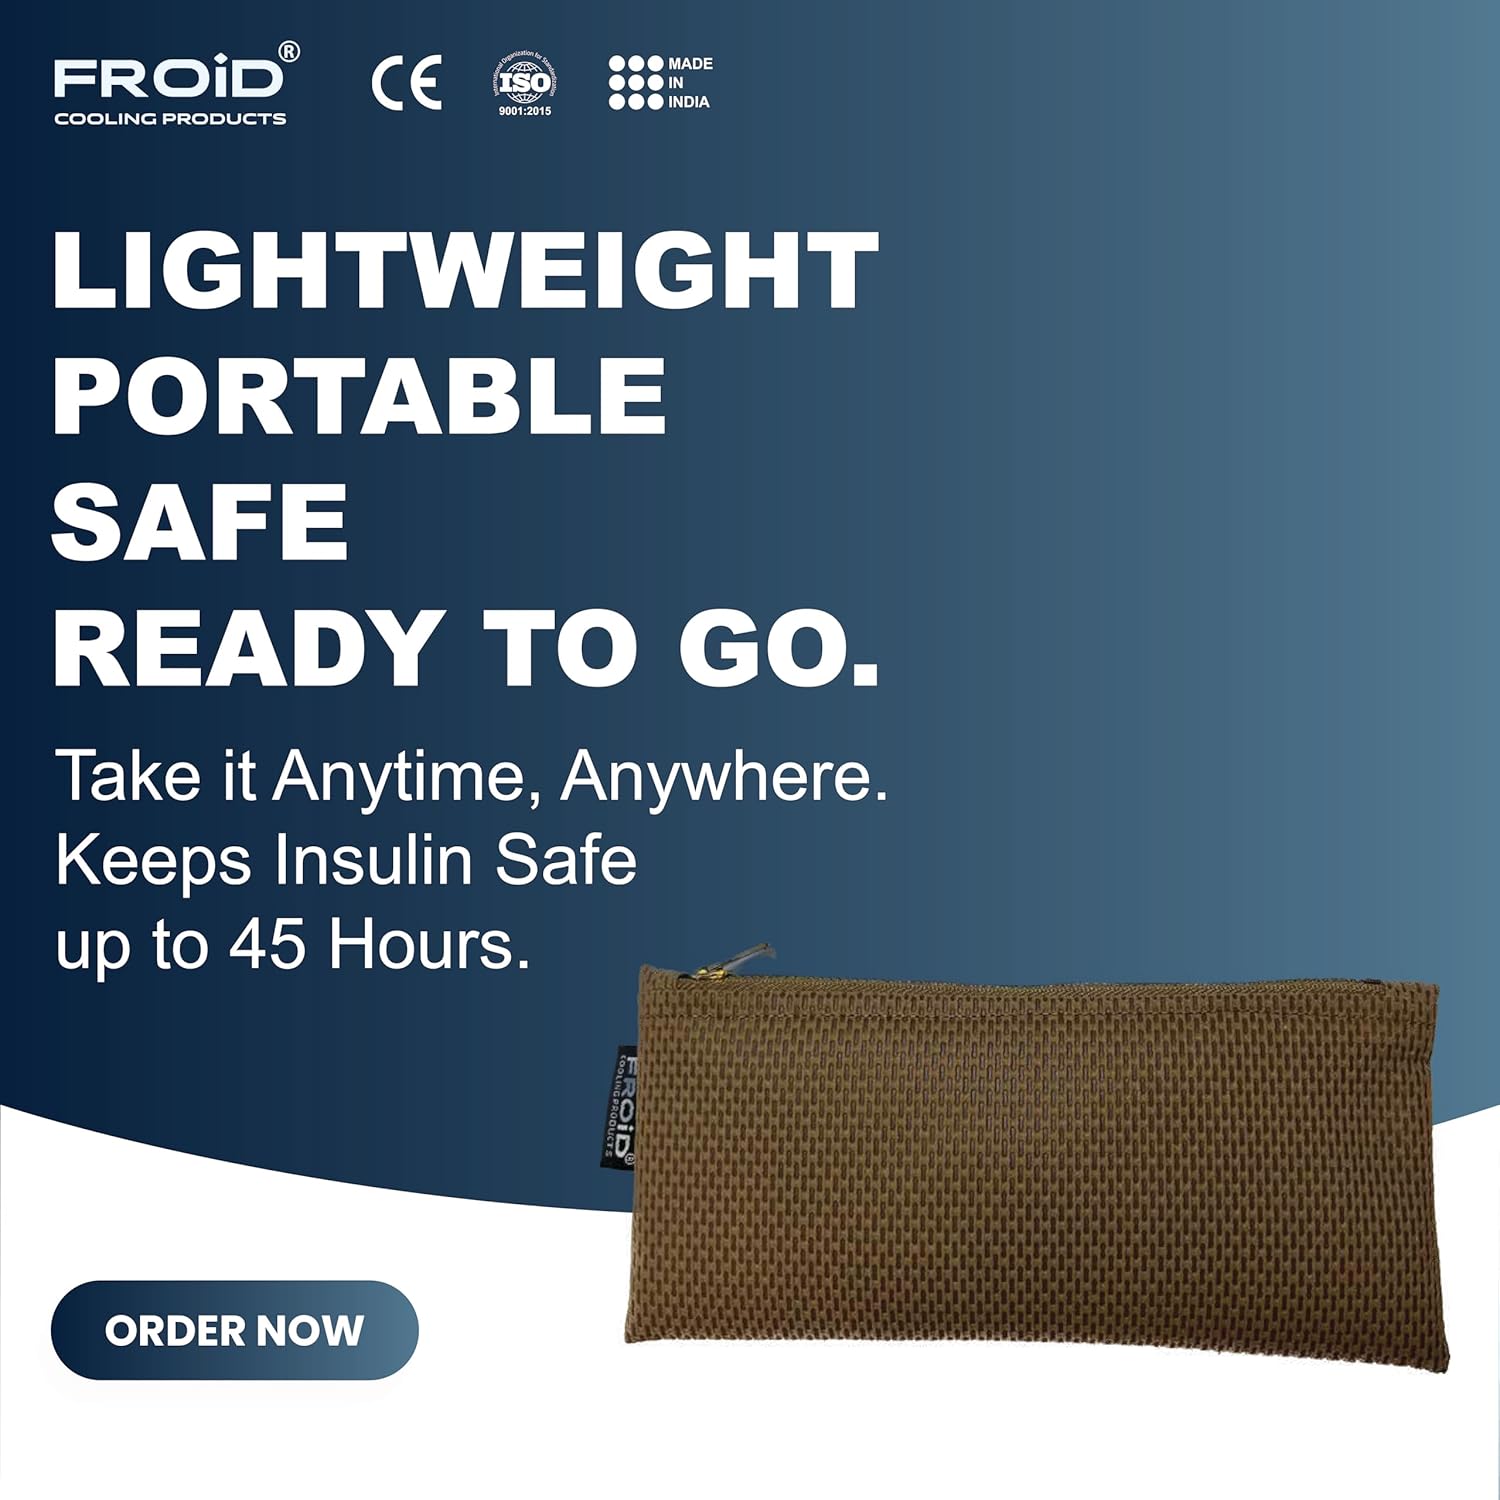 FROiD®
COOLING PRODUCTS
CE
International Organization for Standardization
ISO
9001:2015
MADE
IN
INDIA
LIGHTWEIGHT
PORTABLE
SAFE
READY TO GO.
Take it Anytime, Anywhere.
Keeps Insulin Safe
up to 45 Hours.
FROiD®
COOLING PRODUCTS
ORDER NOW